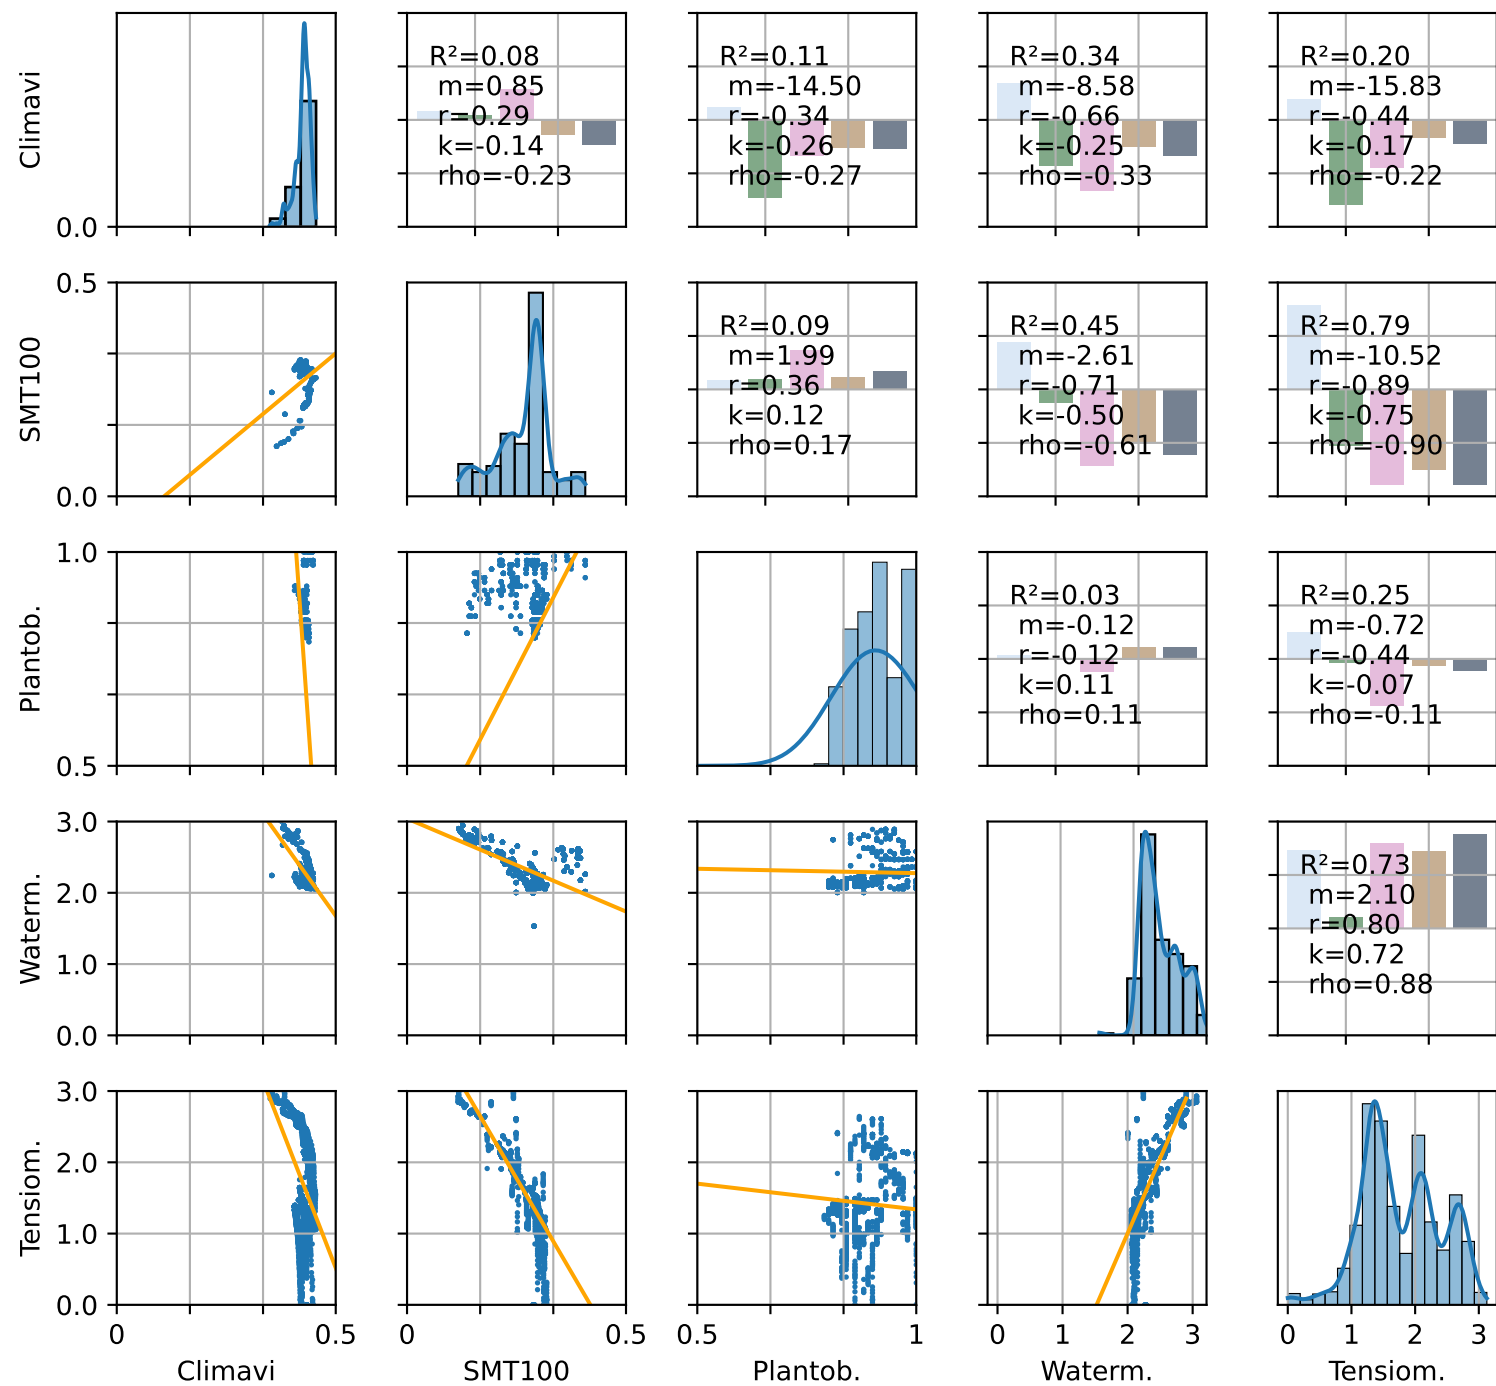 Climavi
0.0
R²=0.08
m=0.85
r=0.29
k=-0.14
rho=-0.23
R²=0.11
m=-14.50
r=-0.34
k=-0.26
rho=-0.27
R²=0.34
m=-8.58
r=-0.66
k=-0.25
rho=-0.33
R²=0.20
m=-15.83
r=-0.44
k=-0.17
rho=-0.22
SMT100
0.5
0.0
R²=0.09
m=1.99
r=0.36
k=0.12
rho=0.17
R²=0.45
m=-2.61
r=-0.71
k=-0.50
rho=-0.61
R²=0.79
m=-10.52
r=-0.89
k=-0.75
rho=-0.90
Plantob.
1.0
0.5
R²=0.03
m=-0.12
r=-0.12
k=0.11
rho=0.11
R²=0.25
m=-0.72
r=-0.44
k=-0.07
rho=-0.11
Waterm.
3.0
2.0
1.0
0.0
R²=0.73
m=2.10
r=0.80
k=0.72
rho=0.88
Tensiom.
3.0
2.0
1.0
0.0
0 0.5
0 0.5
0.5 1
0 1 2 3
0 1 2 3
Climavi
SMT100
Plantob.
Waterm.
Tensiom.